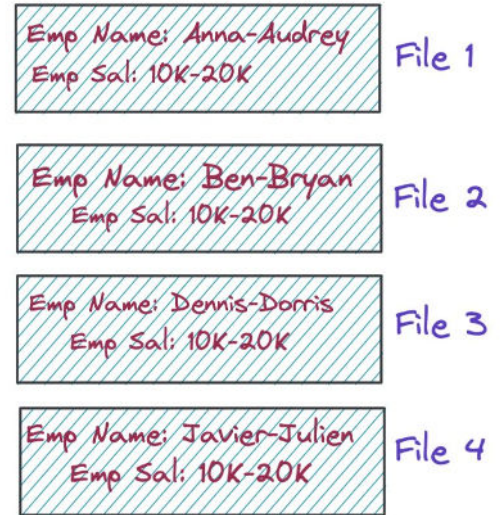 Emp Name: Anna-Audrey
Emp Sal: 10K-20K
File 1
Emp Name: Ben-Bryan
Emp Sal: 10K-20K
File 2
Emp Name: Dennis-Dorris
Emp Sal: 10K-20K
File 3
Emp Name: Javier-Julien
Emp Sal: 10K-20K
File 4